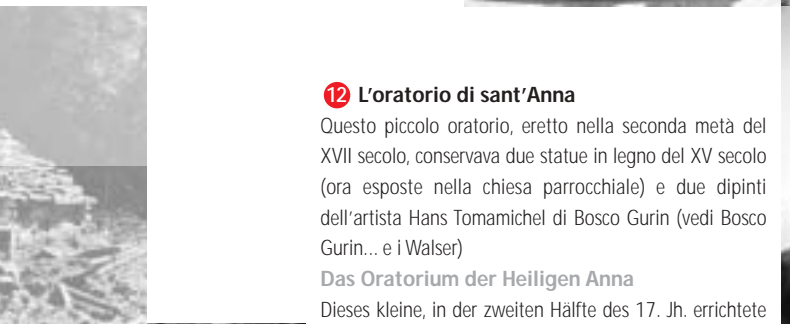 12 L'oratorio di sant'Anna
Questo piccolo oratorio, eretto nella seconda metà del
XVII secolo, conservava due statue in legno del XV secolo
(ora esposte nella chiesa parrocchiale) e due dipinti
dell'artista Hans Tomamichel di Bosco Gurin (vedi Bosco
Gurin... e i Walser)
Das Oratorium der Heiligen Anna
Dieses kleine, in der zweiten Hälfte des 17. Jh. errichtete